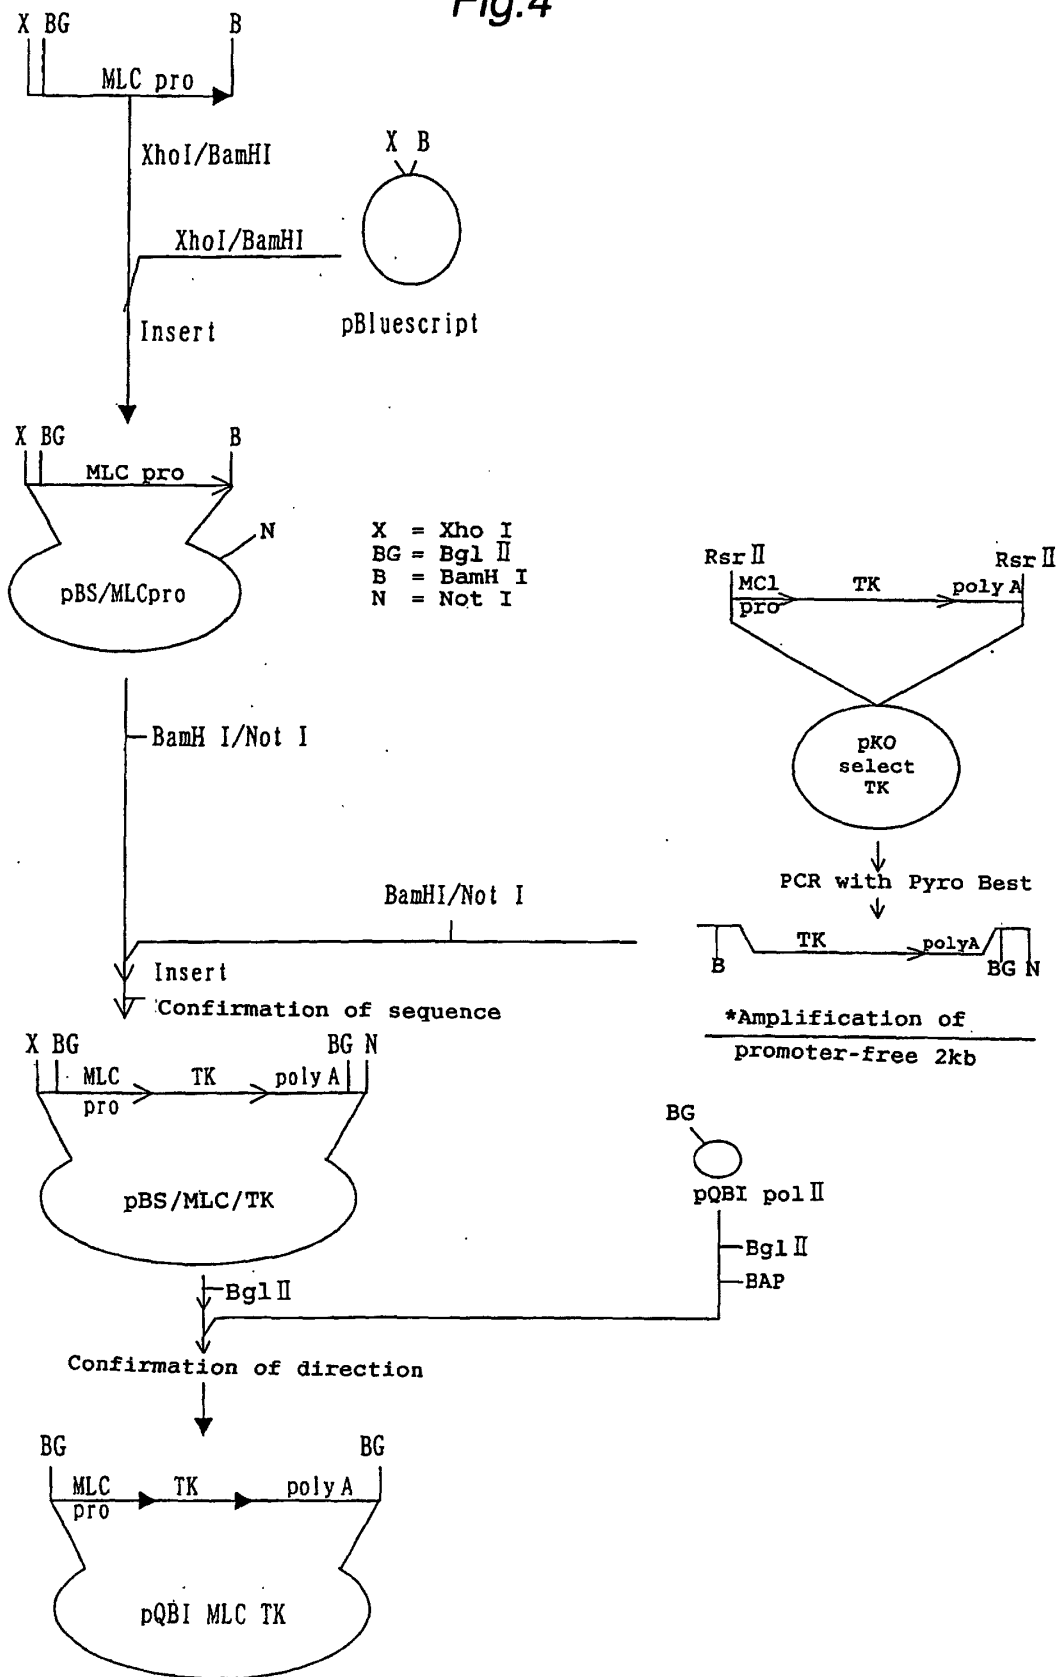 Fig.4
X BG B
MLC pro
XhoI/BamHI
X B
XhoI/BamHI
Insert
pBluescript
X BG B
MLC pro
N
pBS/MLCpro
X = Xho I
BG = Bgl II
B = BamH I
N = Not I
Rsr II Rsr II
MC1 TK poly A
pro
pKO
select
TK
BamH I/Not I
PCR with Pyro Best
BamHI/Not I
TK polyA
B BG N
Insert
Confirmation of sequence
*Amplification of
promoter-free 2kb
X BG BG N
MLC TK poly A
pro
pBS/MLC/TK
BG
pQBI pol II
Bgl II
BAP
Bgl II
Confirmation of direction
BG BG
MLC TK poly A
pro
pQBI MLC TK